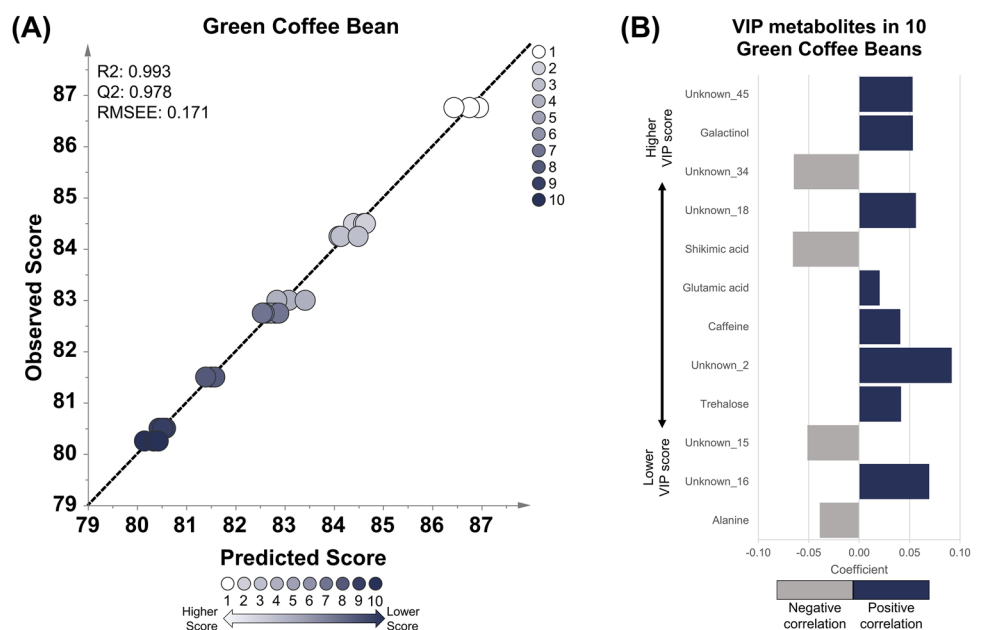 (A)
Green Coffee Bean
R2: 0.993
Q2: 0.978
RMSEE: 0.171
1
2
3
4
5
6
7
8
9
10
87
86
85
84
83
82
81
80
79
Observed Score
79
80
81
82
83
84
85
86
87
Predicted Score
1 2 3 4 5 6 7 8 9 10
Higher
Score
Lower
Score
(B)
VIP metabolites in 10
Green Coffee Beans
Higher
VIP score
Lower
VIP score
Unknown_45
Galactinol
Unknown_34
Unknown_18
Shikimic acid
Glutamic acid
Caffeine
Unknown_2
Trehalose
Unknown_15
Unknown_16
Alanine
-0.10
-0.05
0.00
0.05
0.10
Coefficient
Negative
correlation
Positive
correlation